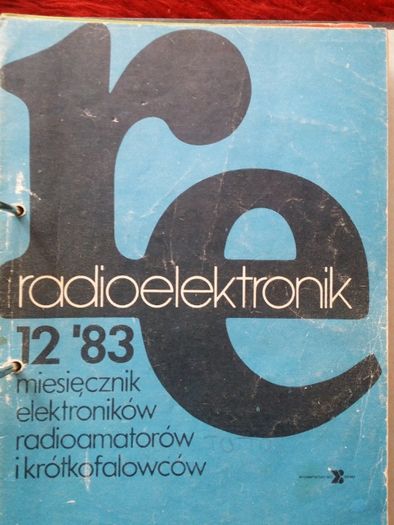 re
radioelektronik
12 '83
miesięcznik
elektroników
radioamatorów
i krótkofalowców